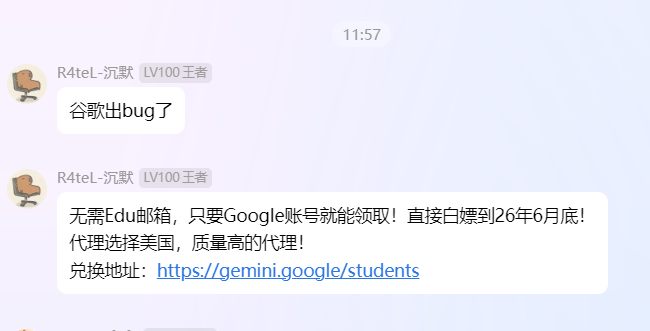 11:57
R4teL-沉默 LV100 王者
谷歌出bug了
R4teL-沉默 LV100 王者
无需Edu邮箱，只要Google账号就能领取！直接白嫖到26年6月底！
代理选择美国，质量高的代理！
兑换地址：https://gemini.google/students